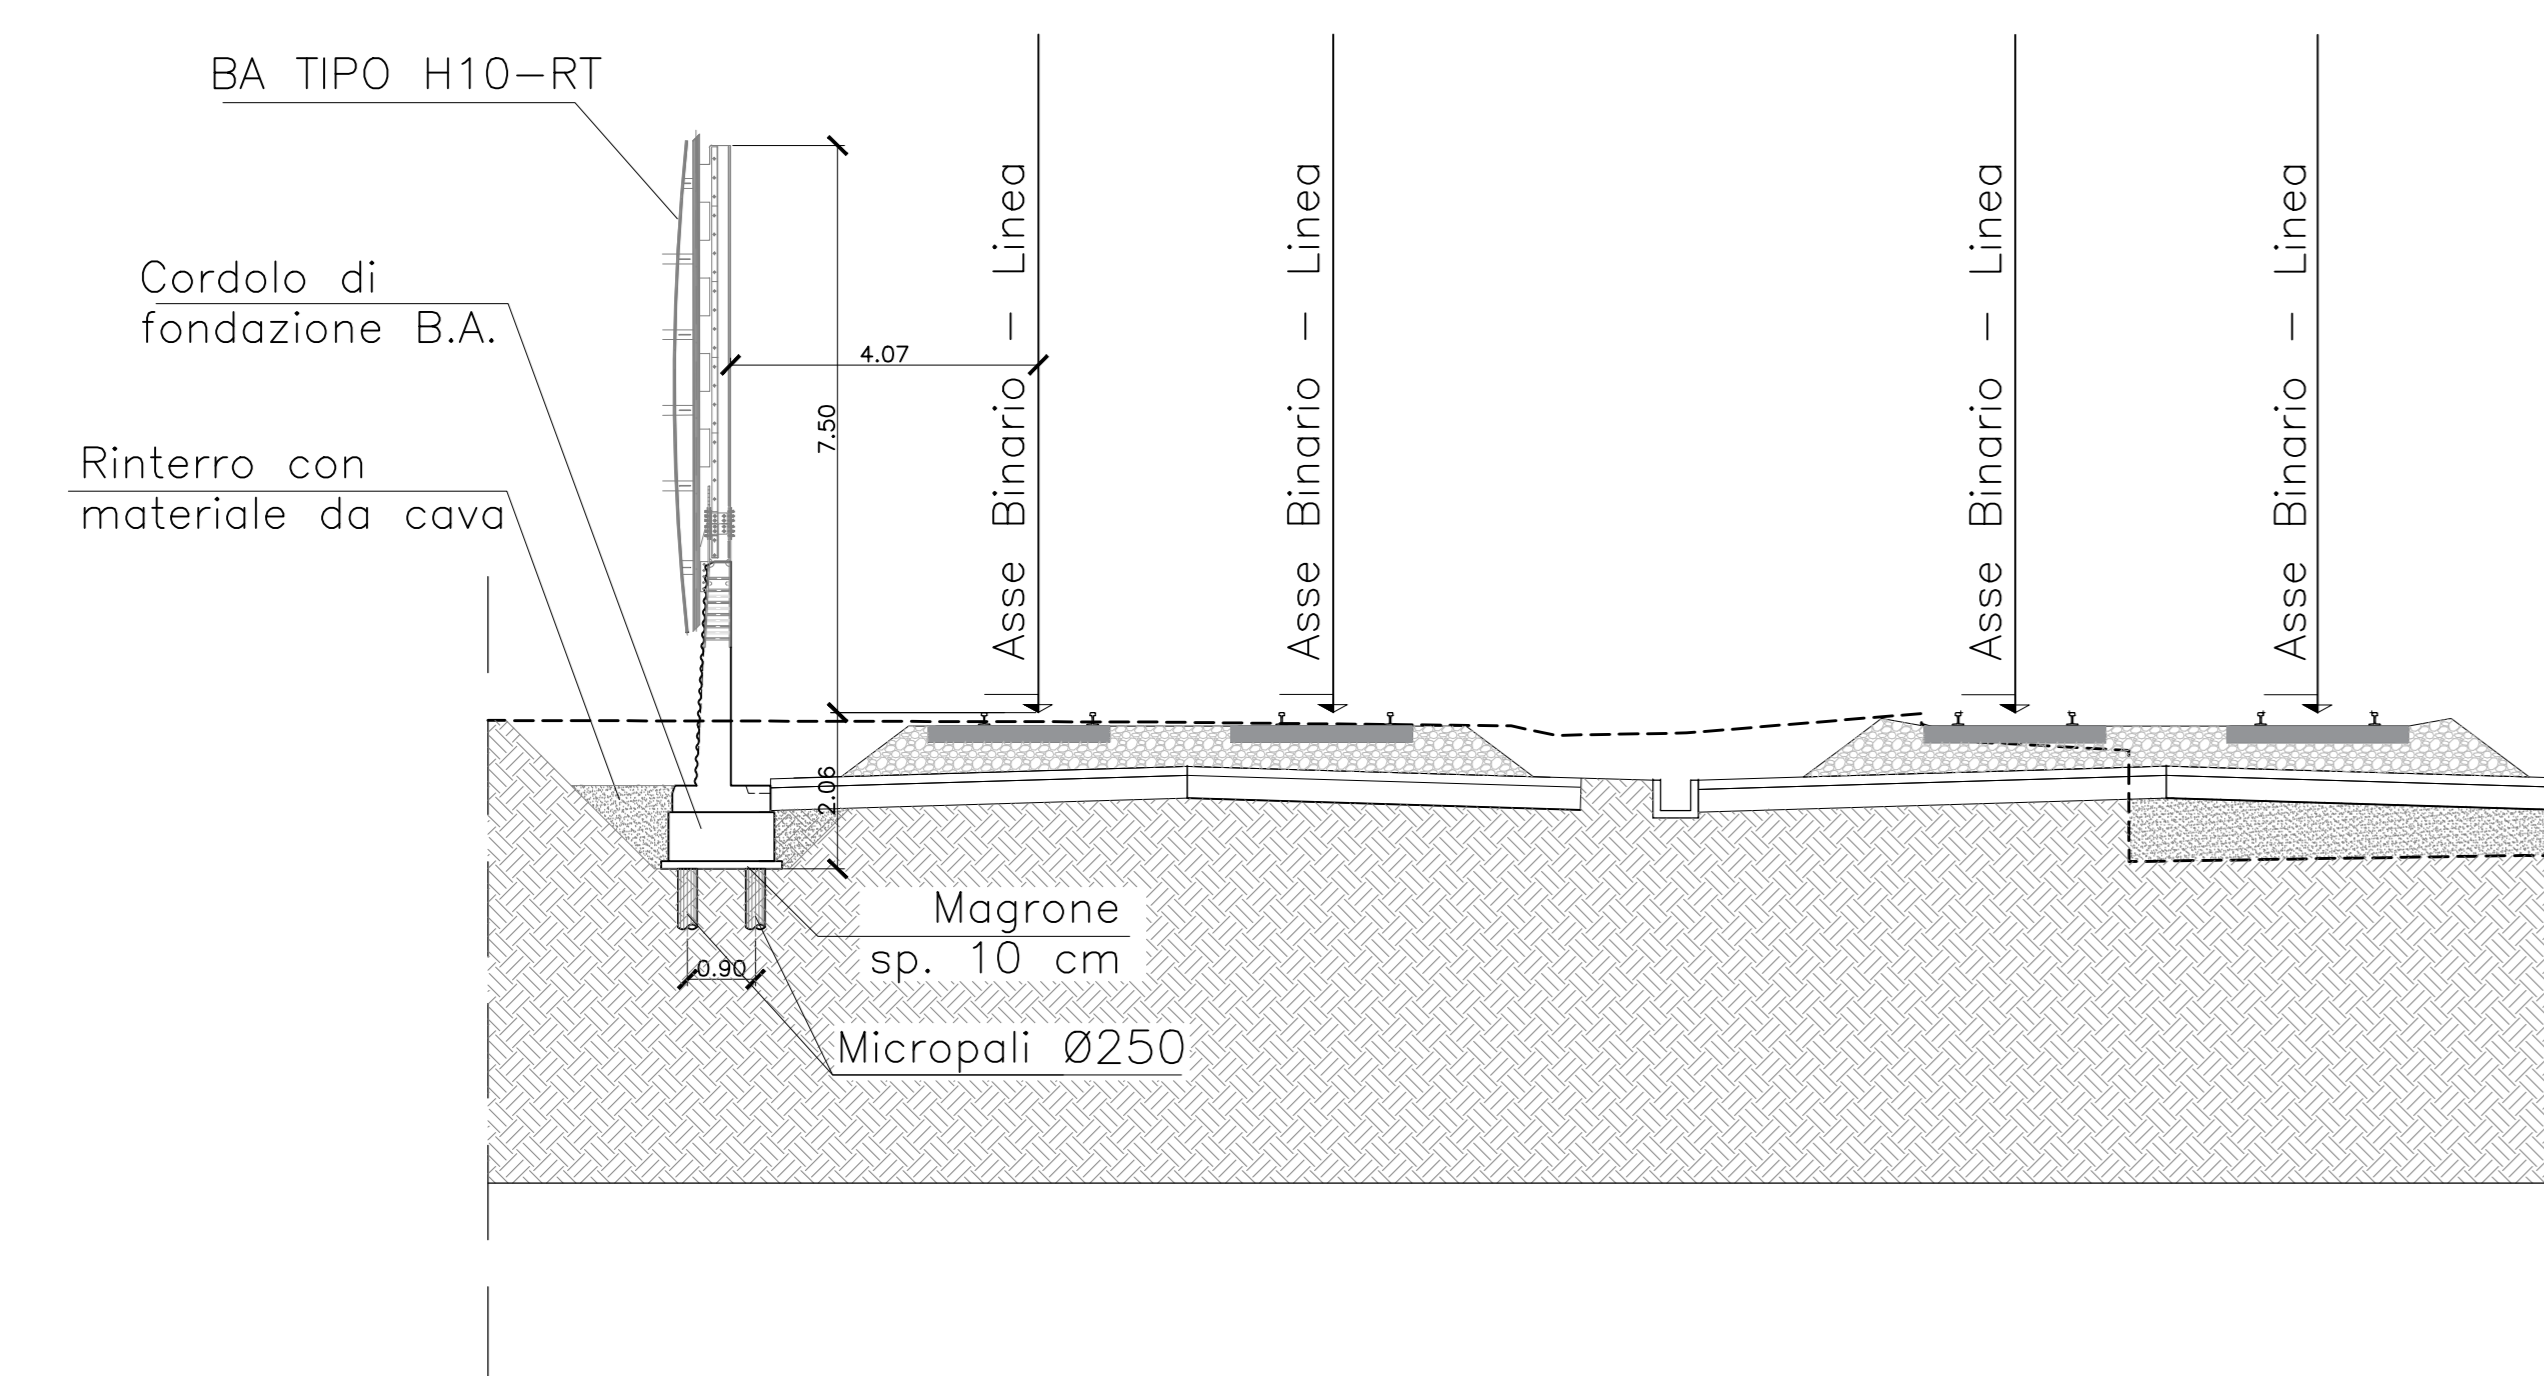 BA TIPO H10-RT
Cordolo di
fondazione B.A.
Rinterro con
materiale da cava
7.50
4.07
Asse Binario - Linea
Asse Binario - Linea
Asse Binario - Linea
Asse Binario - Linea
2.06
Magrone
sp. 10 cm
0.90
Micropali Ø250